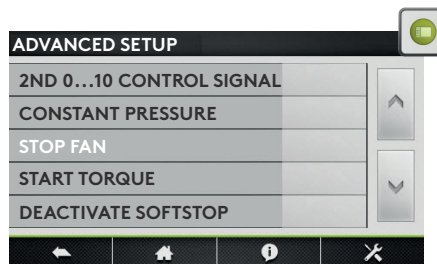 ADVANCED SETUP
2ND 0...10 CONTROL SIGNAL
CONSTANT PRESSURE
STOP FAN
START TORQUE
DEACTIVATE SOFTSTOP